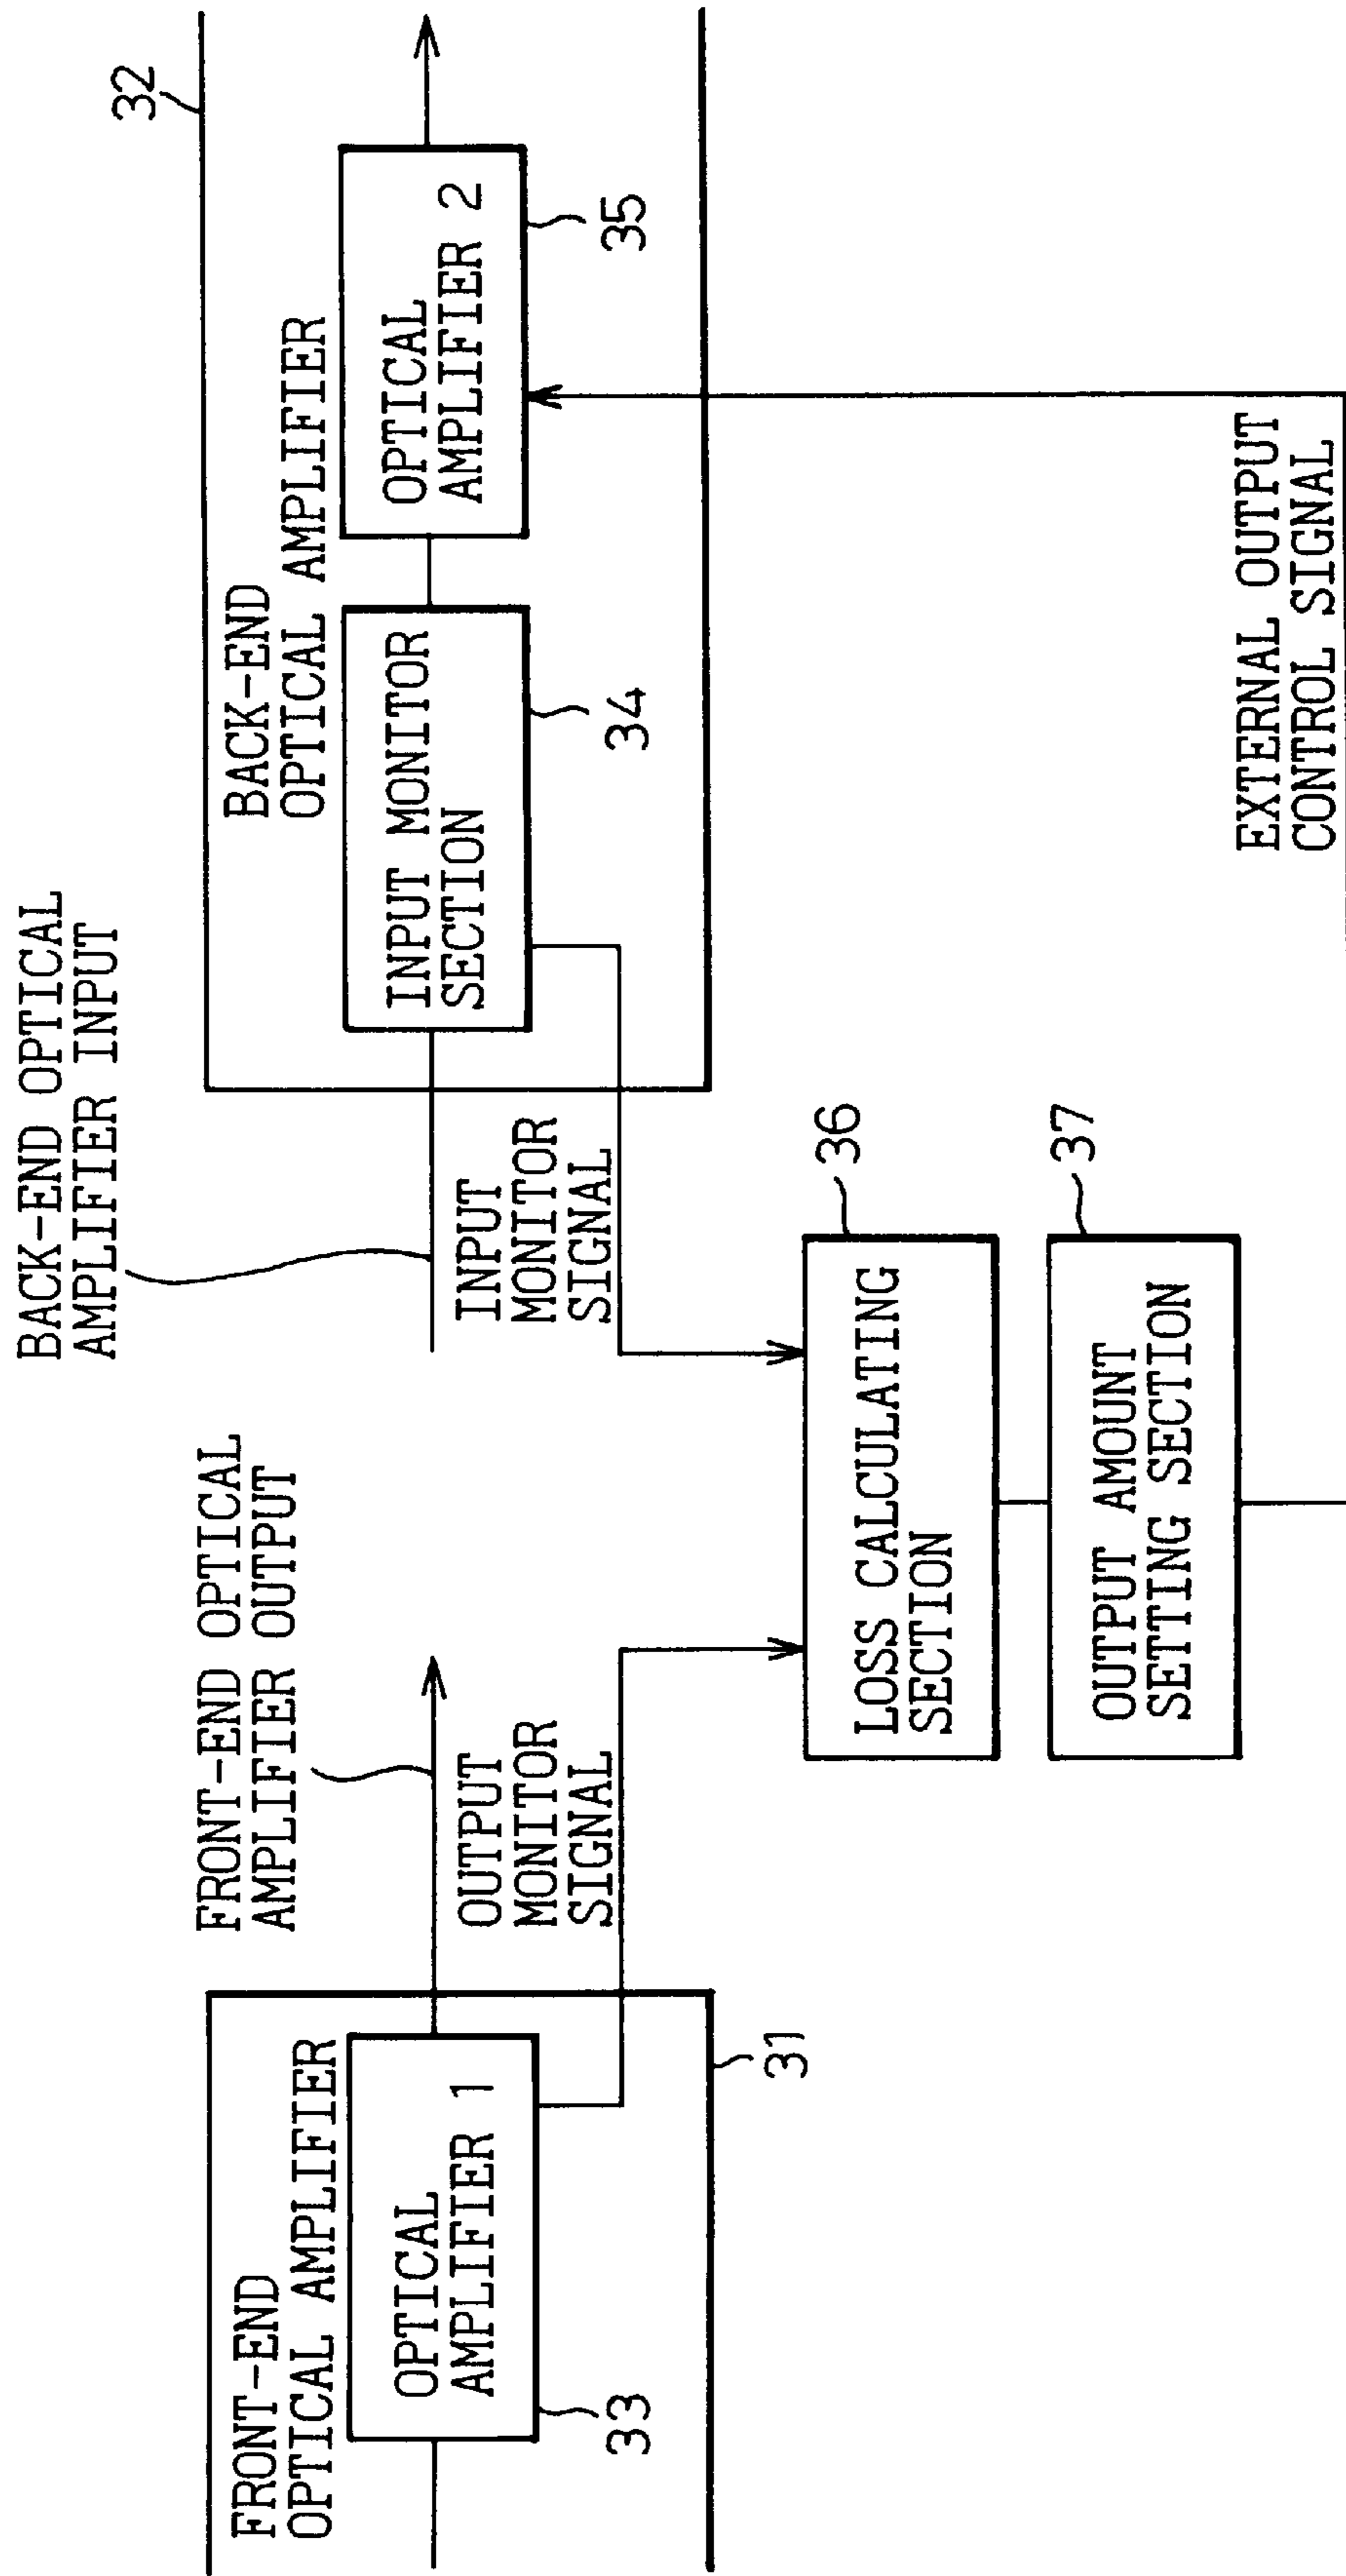 FRONT-END
OPTICAL AMPLIFIER
OPTICAL
AMPLIFIER 1
33
31
FRONT-END OPTICAL
AMPLIFIER OUTPUT
OUTPUT
MONITOR
SIGNAL
BACK-END OPTICAL
AMPLIFIER INPUT
INPUT
MONITOR
SIGNAL
32
BACK-END
OPTICAL AMPLIFIER
INPUT MONITOR
SECTION
34
OPTICAL
AMPLIFIER 2
35
LOSS CALCULATING
SECTION
36
OUTPUT AMOUNT
SETTING SECTION
37
EXTERNAL OUTPUT
CONTROL SIGNAL